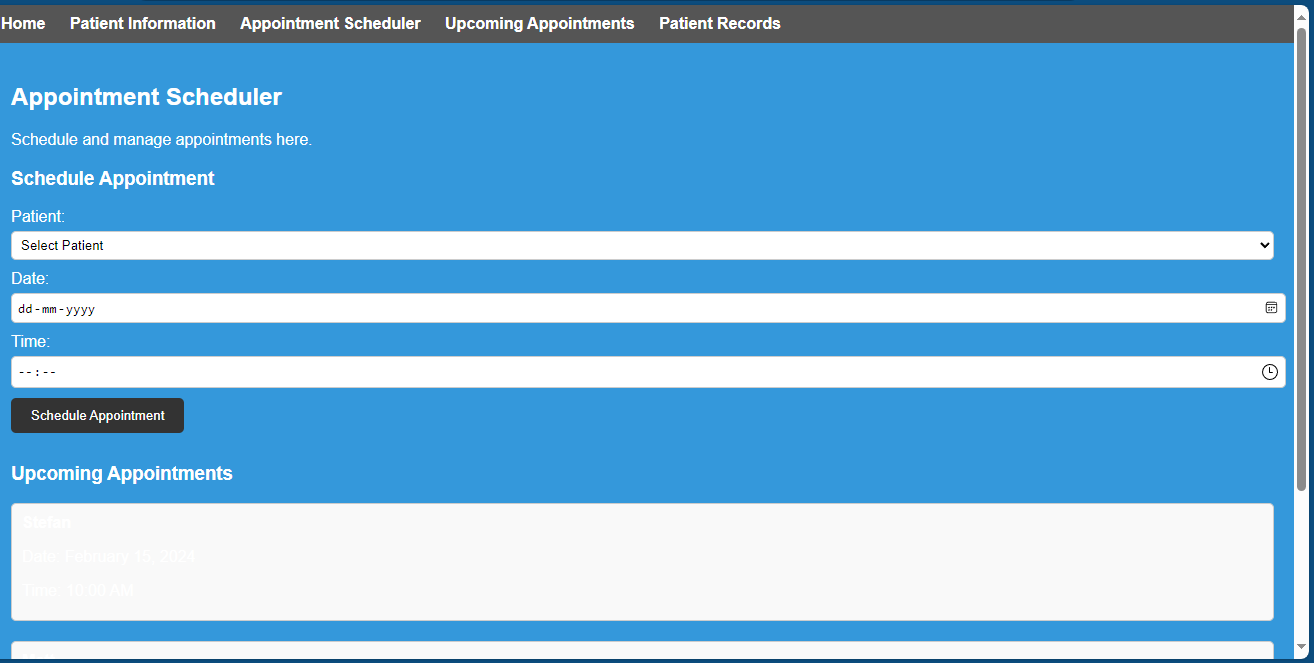 Home Patient Information Appointment Scheduler Upcoming Appointments Patient Records
Appointment Scheduler
Schedule and manage appointments here.
Schedule Appointment
Patient:
Select Patient
Date:
dd-mm-yyyy
Time:
--:--
Schedule Appointment
Upcoming Appointments
Stefan
Date: February 15, 2024
Time: 10:00 AM